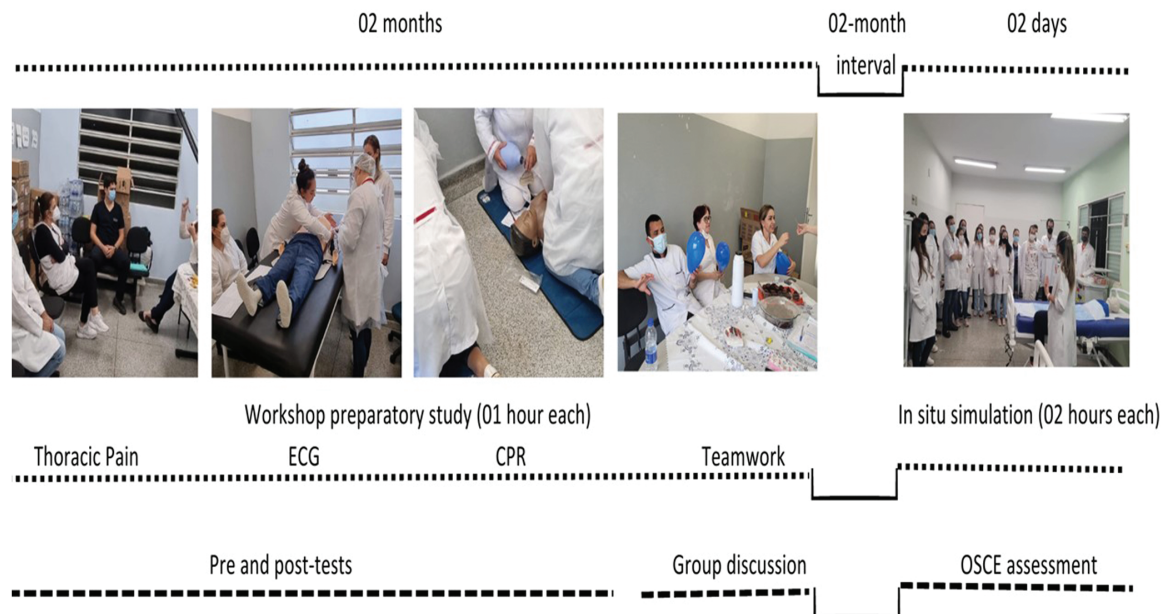 02 months
02-month
interval
02 days
Workshop preparatory study (01 hour each)
In situ simulation (02 hours each)
Thoracic Pain
ECG
CPR
Teamwork
Pre and post-tests
Group discussion
OSCE assessment